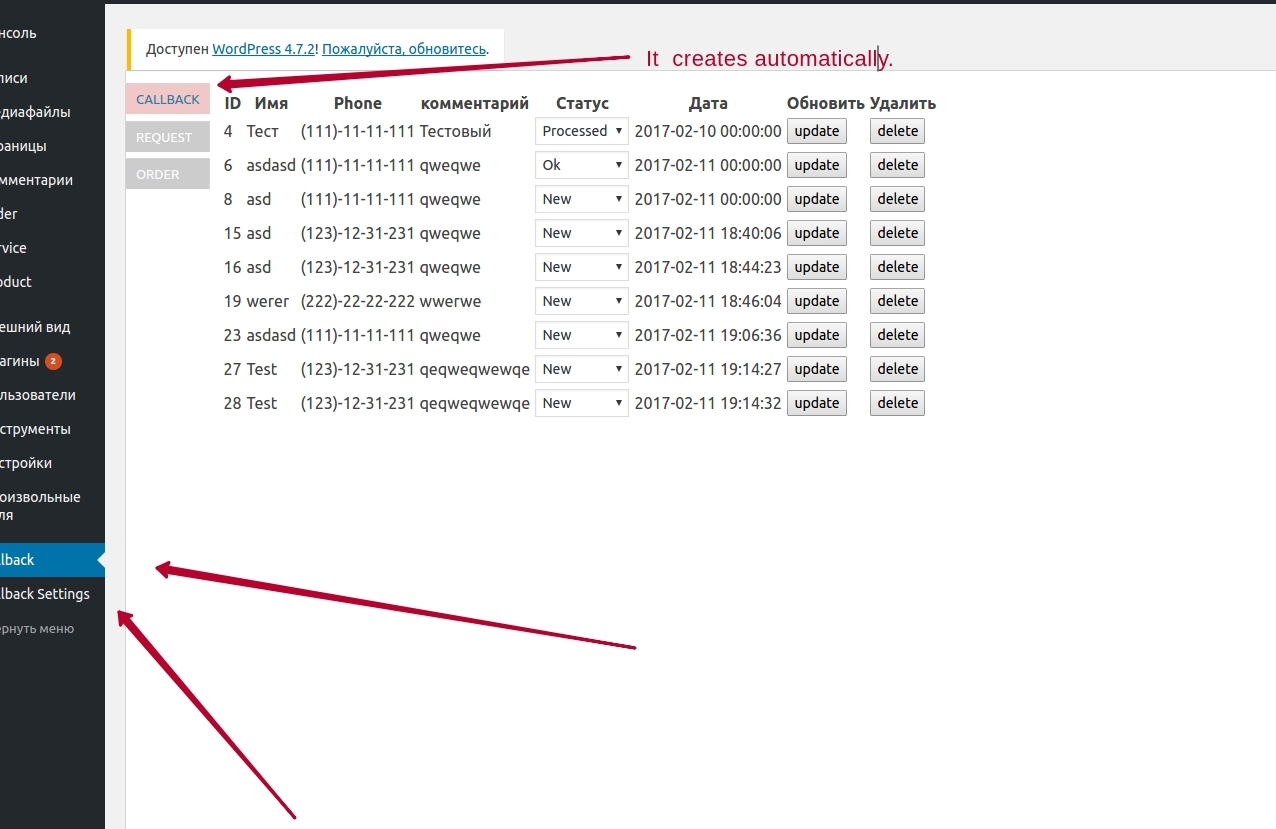 нсоль
писи
едиафайлы
раницы
мментарии
der
rvice
oduct
ешний вид
агины 2
льзователи
струменты
стройки
оизвольные
ля
lback
lback Settings
ернуть меню
Доступен WordPress 4.7.2! Пожалуйста, обновитесь.
It creates automatically.
CALLBACK
REQUEST
ORDER
ID Имя Phone комментарий Статус Дата Обновить Удалить
4 Тест (111)-11-11-111 Тестовый Processed 2017-02-10 00:00:00 update delete
6 asdasd (111)-11-11-111 qweqwe Ok 2017-02-11 00:00:00 update delete
8 asd (111)-11-11-111 qweqwe New 2017-02-11 00:00:00 update delete
15 asd (123)-12-31-231 qweqwe New 2017-02-11 18:40:06 update delete
16 asd (123)-12-31-231 qweqwe New 2017-02-11 18:44:23 update delete
19 werer (222)-22-22-222 wwerwe New 2017-02-11 18:46:04 update delete
23 asdasd (111)-11-11-111 qweqwe New 2017-02-11 19:06:36 update delete
27 Test (123)-12-31-231 qeqweqwewqe New 2017-02-11 19:14:27 update delete
28 Test (123)-12-31-231 qeqweqwewqe New 2017-02-11 19:14:32 update delete